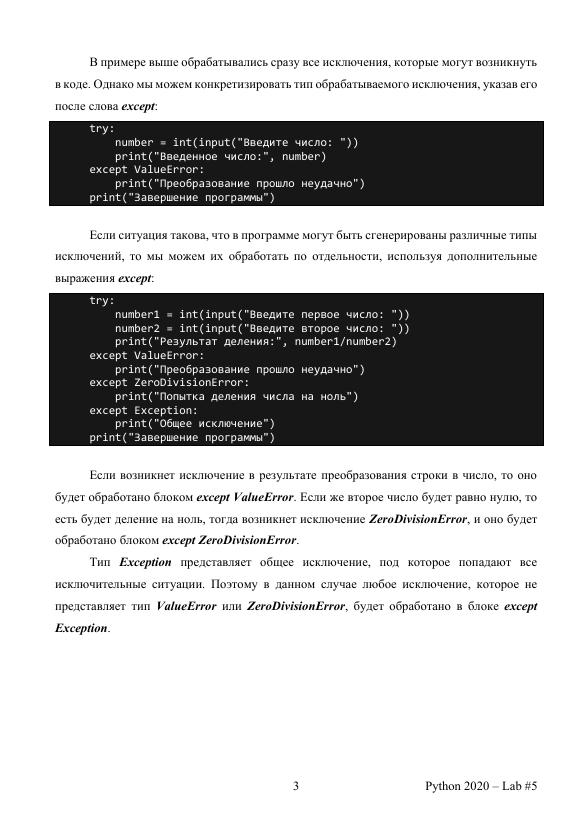 В примере выше обрабатывались сразу все исключения, которые могут возникнуть
в коде. Однако мы можем конкретизировать тип обрабатываемого исключения, указав его
после слова except:
try:
    number = int(input("Введите число: "))
    print("Введенное число:", number)
except ValueError:
    print("Преобразование прошло неудачно")
print("Завершение программы")
Если ситуация такова, что в программе могут быть сгенерированы различные типы
исключений, то мы можем их обработать по отдельности, используя дополнительные
выражения except:
try:
    number1 = int(input("Введите первое число: "))
    number2 = int(input("Введите второе число: "))
    print("Результат деления:", number1/number2)
except ValueError:
    print("Преобразование прошло неудачно")
except ZeroDivisionError:
    print("Попытка деления числа на ноль")
except Exception:
    print("Общее исключение")
print("Завершение программы")
Если возникнет исключение в результате преобразования строки в число, то оно
будет обработано блоком except ValueError. Если же второе число будет равно нулю, то
есть будет деление на ноль, тогда возникнет исключение ZeroDivisionError, и оно будет
обработано блоком except ZeroDivisionError.
Тип Exception представляет общее исключение, под которое попадают все
исключительные ситуации. Поэтому в данном случае любое исключение, которое не
представляет тип ValueError или ZeroDivisionError, будет обработано в блоке except
Exception.
3 Python 2020 – Lab #5